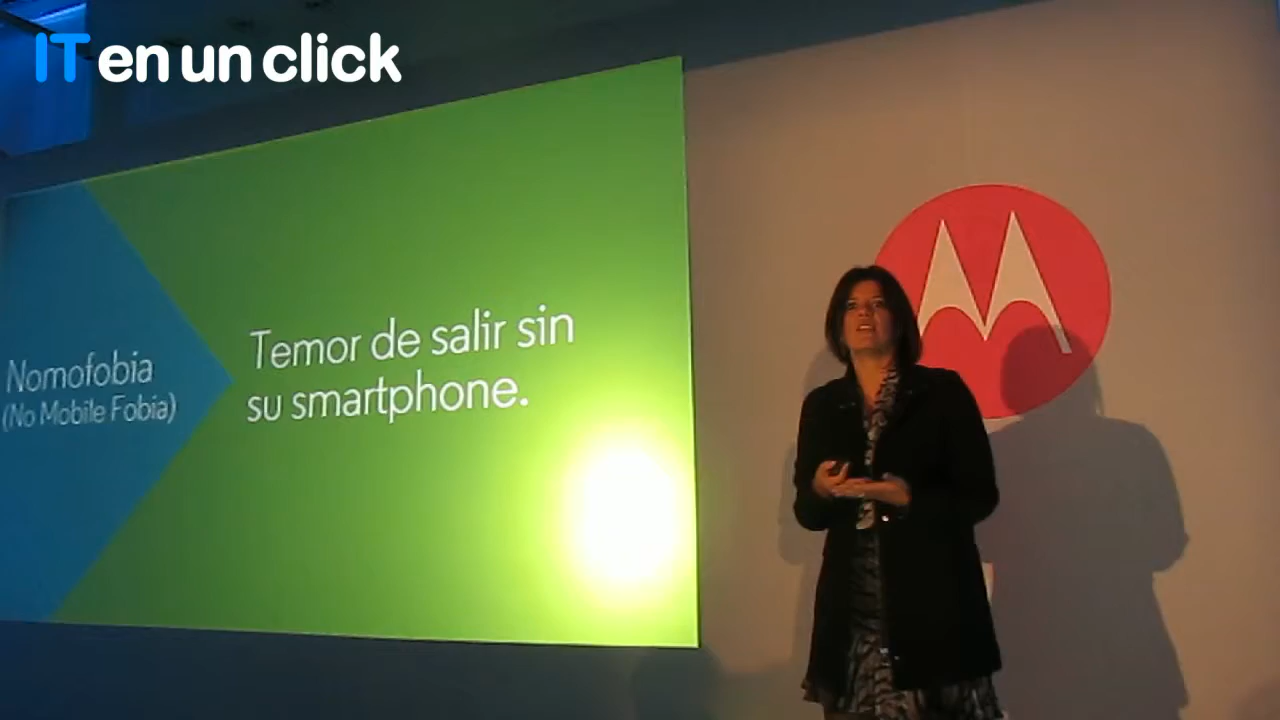 IT en un click
Nomofobia
(No Mobile Fobia)
Temor de salir sin
su smartphone.